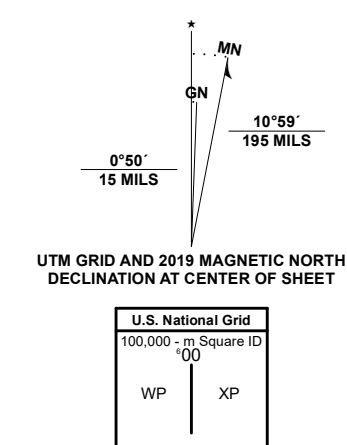 ★
MN
GN
10°59´
195 MILS
0°50´
15 MILS
UTM GRID AND 2019 MAGNETIC NORTH
DECLINATION AT CENTER OF SHEET
U.S. National Grid
100,000 - m Square ID
⁶00
WP XP